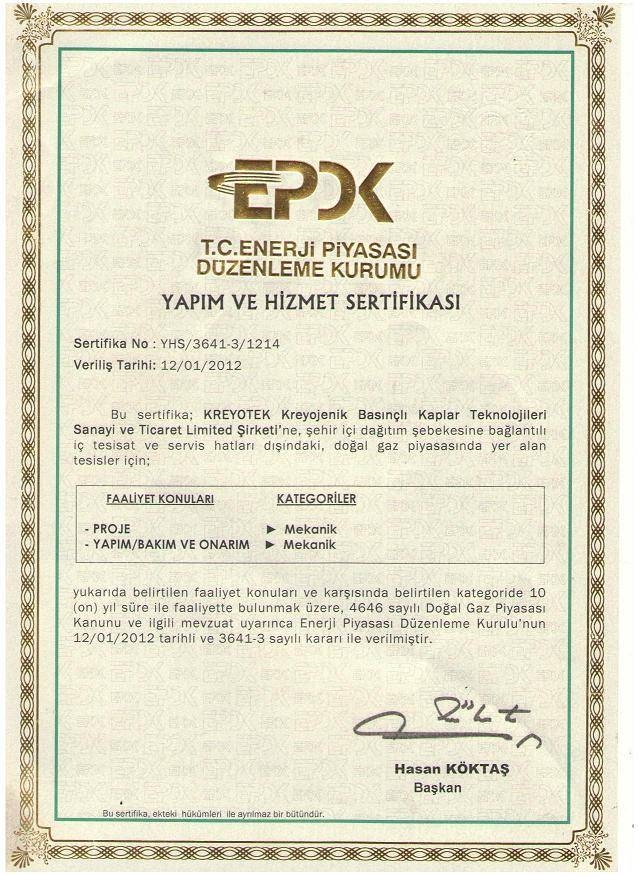 EPDK
T.C.ENERJİ PİYASASI
DÜZENLEME KURUMU
YAPIM VE HİZMET SERTİFİKASI
Sertifika No : YHS/3641-3/1214
Veriliş Tarihi: 12/01/2012
Bu sertifika; KREYOTEK Kreyojenik Basınçlı Kaplar Teknolojileri
Sanayi ve Ticaret Limited Şirketi'ne, şehir içi dağıtım şebekesine bağlantılı
iç tesisat ve servis hatları dışındaki, doğal gaz piyasasında yer alan
tesisler için;
FAALİYET KONULARI KATEGORİLER
- PROJE ► Mekanik
- YAPIM/BAKIM VE ONARIM ► Mekanik
yukarıda belirtilen faaliyet konuları ve karşısında belirtilen kategoride 10
(on) yıl süre ile faaliyette bulunmak üzere, 4646 sayılı Doğal Gaz Piyasası
Kanunu ve ilgili mevzuat uyarınca Enerji Piyasası Düzenleme Kurulu'nun
12/01/2012 tarihli ve 3641-3 sayılı kararı ile verilmiştir.
Hasan KÖKTAŞ
Başkan
Bu sertifika, ekteki hükümleri ile ayrılmaz bir bütündür.